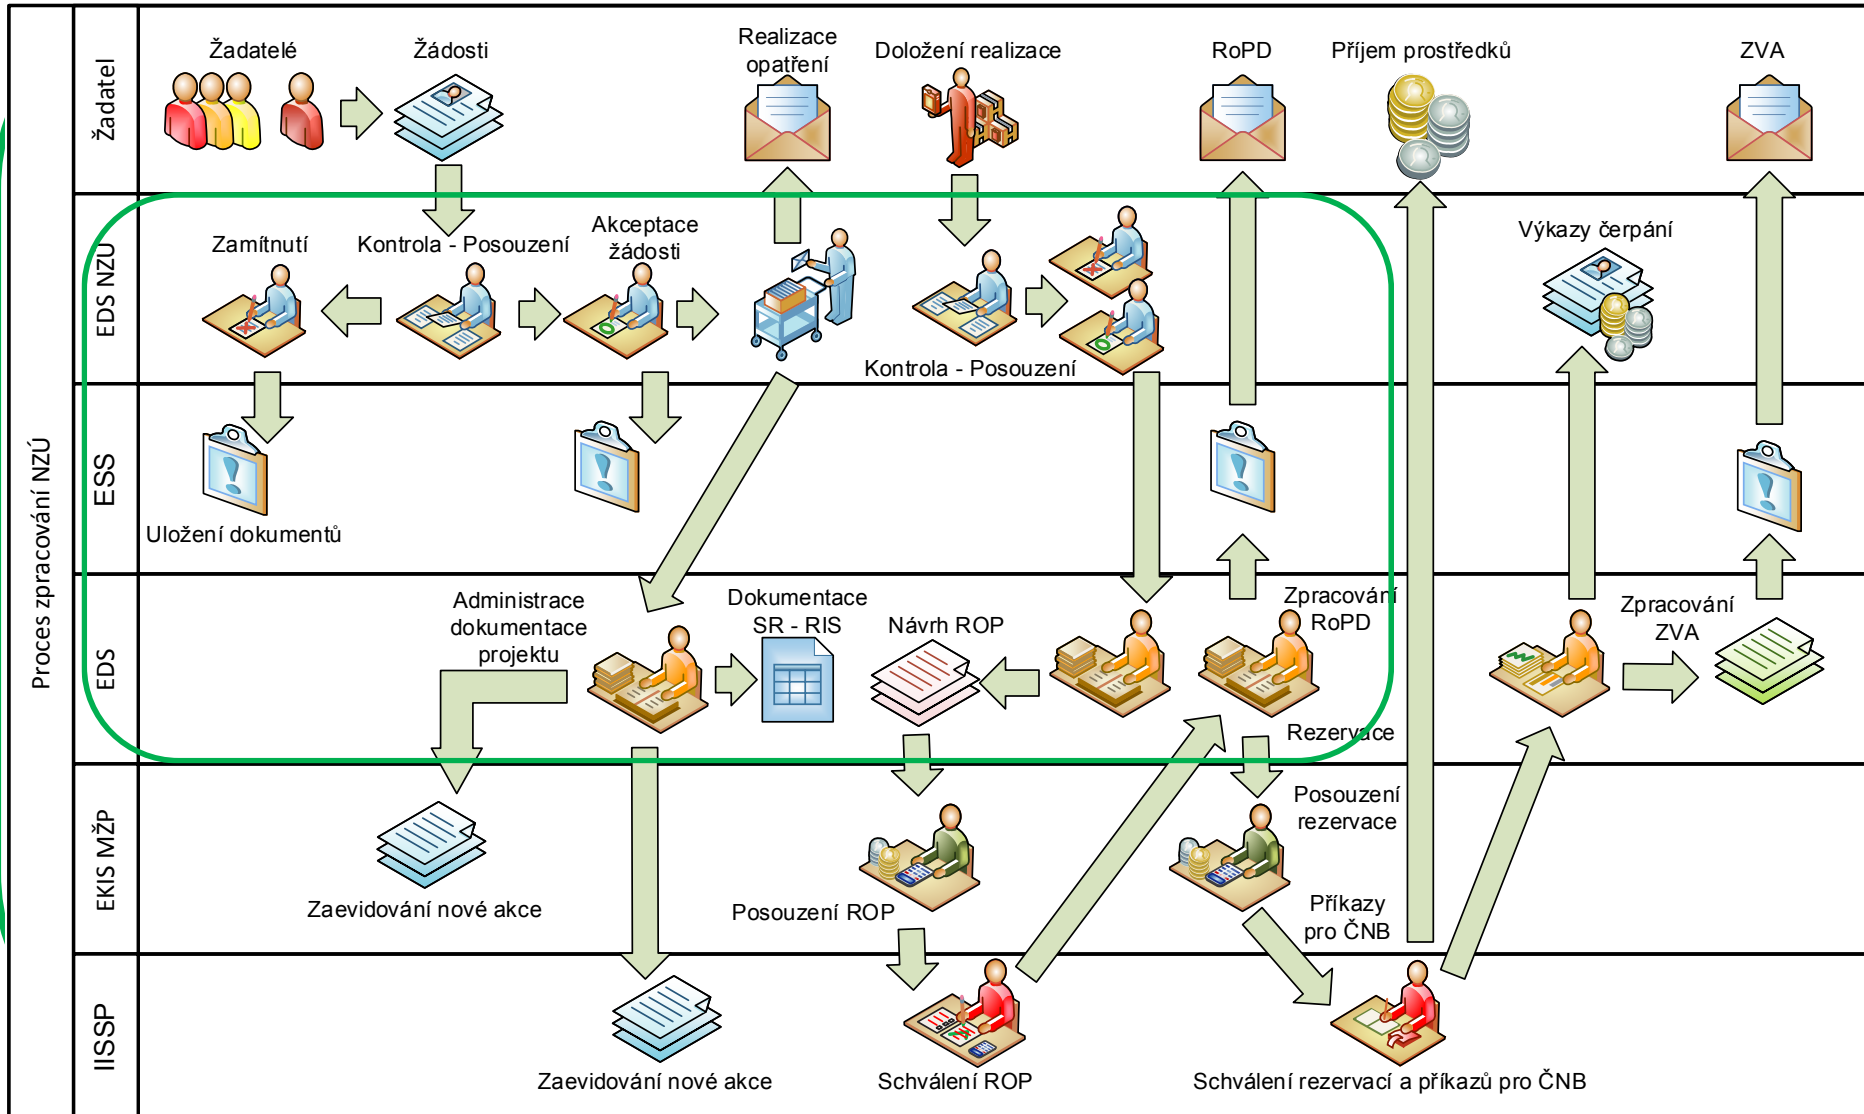 Proces zpracování NZÚ
Žadatel
Žadatelé
Žádosti
Realizace
opatření
Doložení realizace
RoPD
Příjem prostředků
ZVA
EDS NZÚ
Zamítnutí
Kontrola - Posouzení
Akceptace
žádosti
Kontrola - Posouzení
Výkazy čerpání
ESS
Uložení dokumentů
EDS
Administrace
dokumentace
projektu
Dokumentace
SR - RIS
Návrh ROP
Zpracování
RoPD
Rezervace
Zpracování
ZVA
EKIS MŽP
Zaevidování nové akce
Posouzení ROP
Posouzení
rezervace
Příkazy
pro ČNB
IISSP
Zaevidování nové akce
Schválení ROP
Schválení rezervací a příkazů pro ČNB